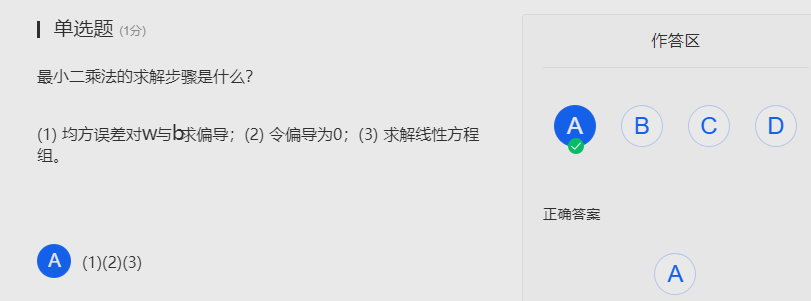 单选题 (1分)
最小二乘法的求解步骤是什么?
(1) 均方误差对w与b求偏导；(2) 令偏导为0；(3) 求解线性方程
组。
A (1)(2)(3)
作答区
A B C D
正确答案
A